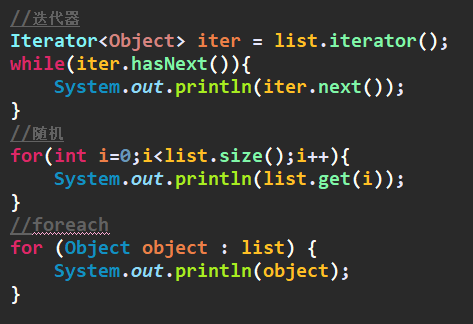 //迭代器
Iterator<Object> iter = list.iterator();
while(iter.hasNext()){
    System.out.println(iter.next());
}
//随机
for(int i=0;i<list.size();i++){
    System.out.println(list.get(i));
}
//foreach
for (Object object : list) {
    System.out.println(object);
}